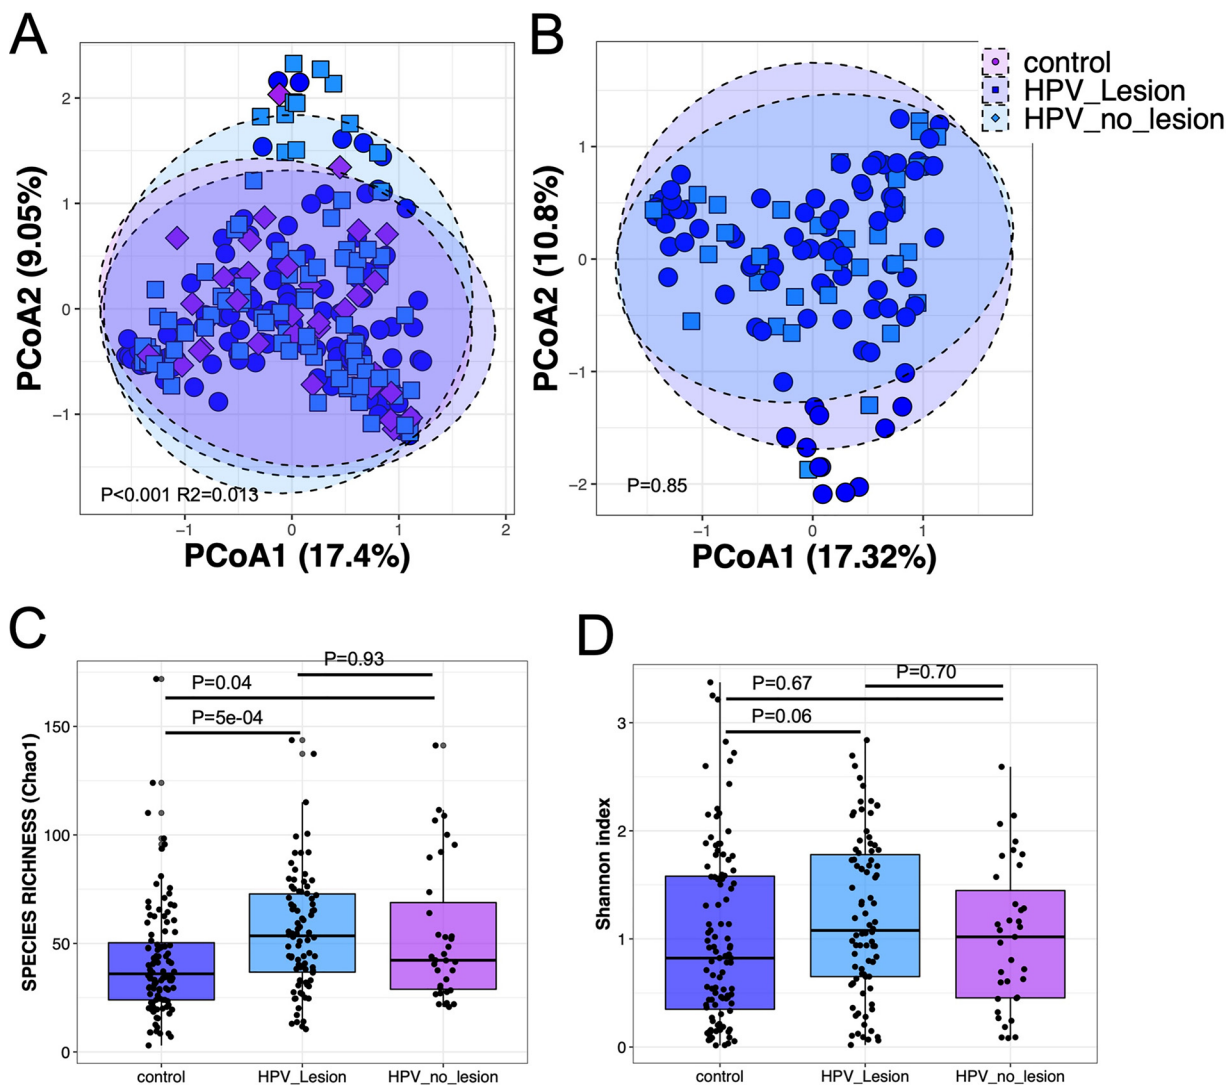 A
B
control
HPV_Lesion
HPV_no_lesion
PCoA2 (9.05%)
2
1
0
−1
P<0.001 R2=0.013
−1
0
1
2
PCoA1 (17.4%)
PCoA2 (10.8%)
1
0
−1
−2
P=0.85
−1
0
1
PCoA1 (17.32%)
C
SPECIES RICHNESS (Chao1)
150
100
50
0
P=0.93
P=0.04
P=5e-04
control
HPV_Lesion
HPV_no_lesion
D
Shannon index
3
2
1
0
P=0.70
P=0.67
P=0.06
control
HPV_Lesion
HPV_no_lesion